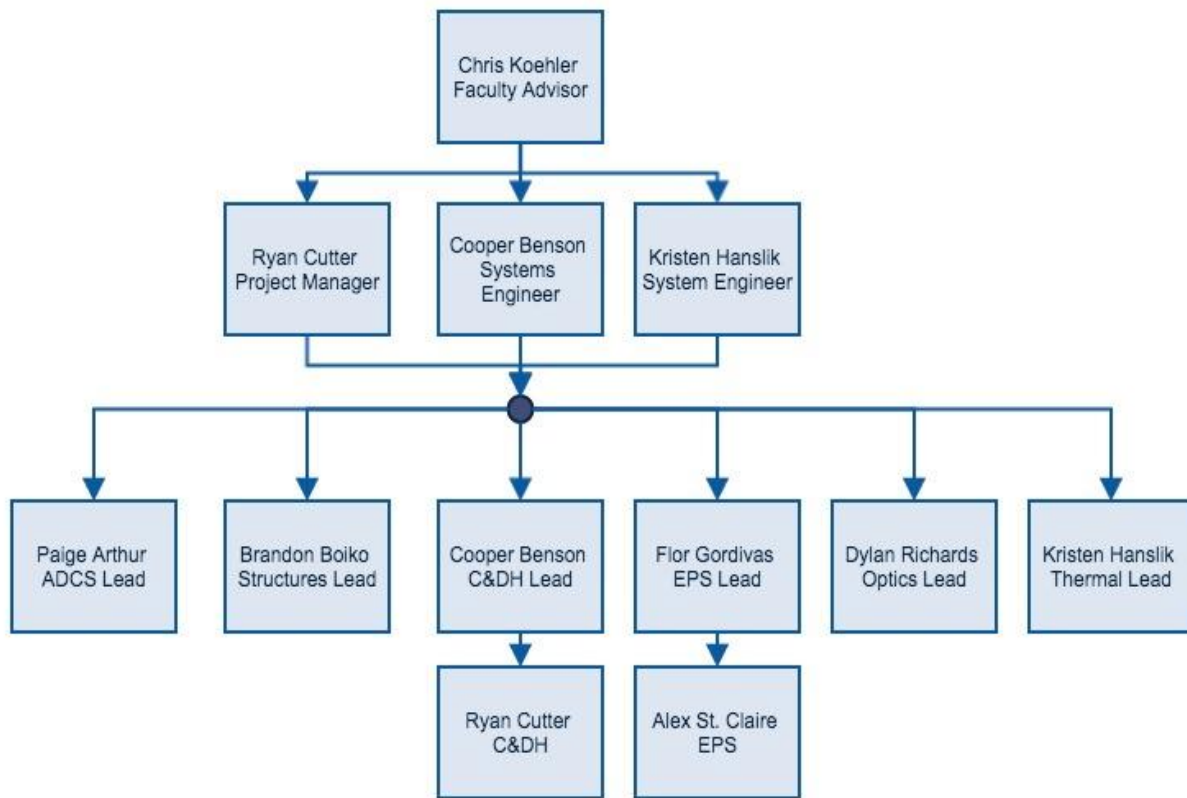 Chris Koehler
Faculty Advisor
Ryan Cutter
Project Manager
Cooper Benson
Systems
Engineer
Kristen Hanslik
System Engineer
Paige Arthur
ADCS Lead
Brandon Boiko
Structures Lead
Cooper Benson
C&DH Lead
Flor Gordivas
EPS Lead
Dylan Richards
Optics Lead
Kristen Hanslik
Thermal Lead
Ryan Cutter
C&DH
Alex St. Claire
EPS